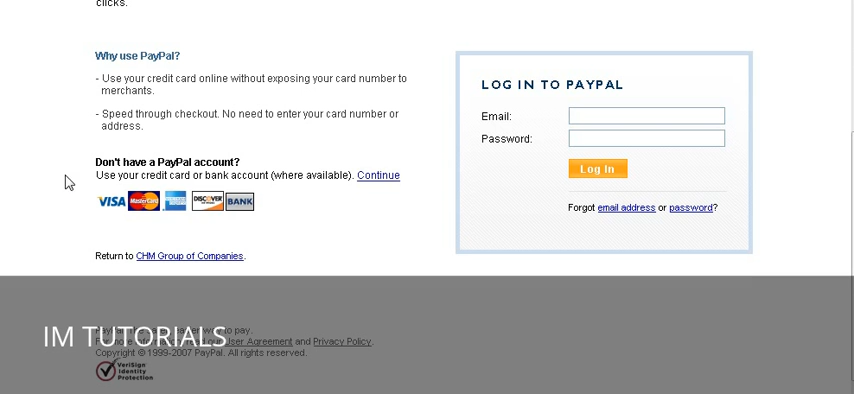 clicks.
Why use PayPal?
- Use your credit card online without exposing your card number to
merchants.
- Speed through checkout. No need to enter your card number or
address.
Don't have a PayPal account?
Use your credit card or bank account (where available). Continue
VISA MasterCard DISCOVER BANK
Return to CHM Group of Companies.
LOG IN TO PAYPAL
Email:
Password:
Log In
Forgot email address or password?
IM TUTORIALS
to pay.
User Agreement and Privacy Policy.
Copyright © 1999-2007 PayPal. All rights reserved.
VeriSign
Identity
Protection